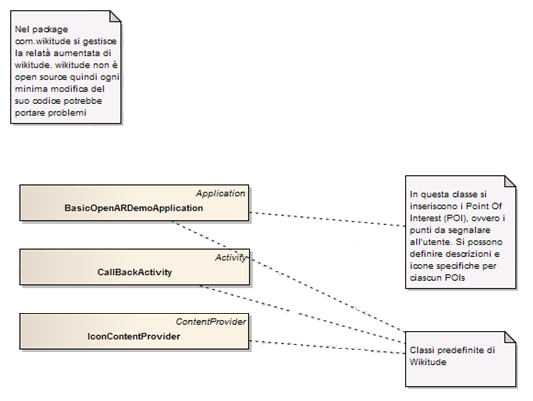 Nel package
com.wikitude si gestisce
la relatà aumentata di
wikitude. wikitude non è
open source quindi ogni
minima modifica del
suo codice potrebbe
portare problemi
Application
BasicOpenARDemoApplication
In questa classe si
inseriscono i Point Of
Interest (POI), ovvero i
punti da segnalare
all'utente. Si possono
definire descrizioni e
icone specifiche per
ciascun POIs
Activity
CallBackActivity
ContentProvider
IconContentProvider
Classi predefinite di
Wikitude